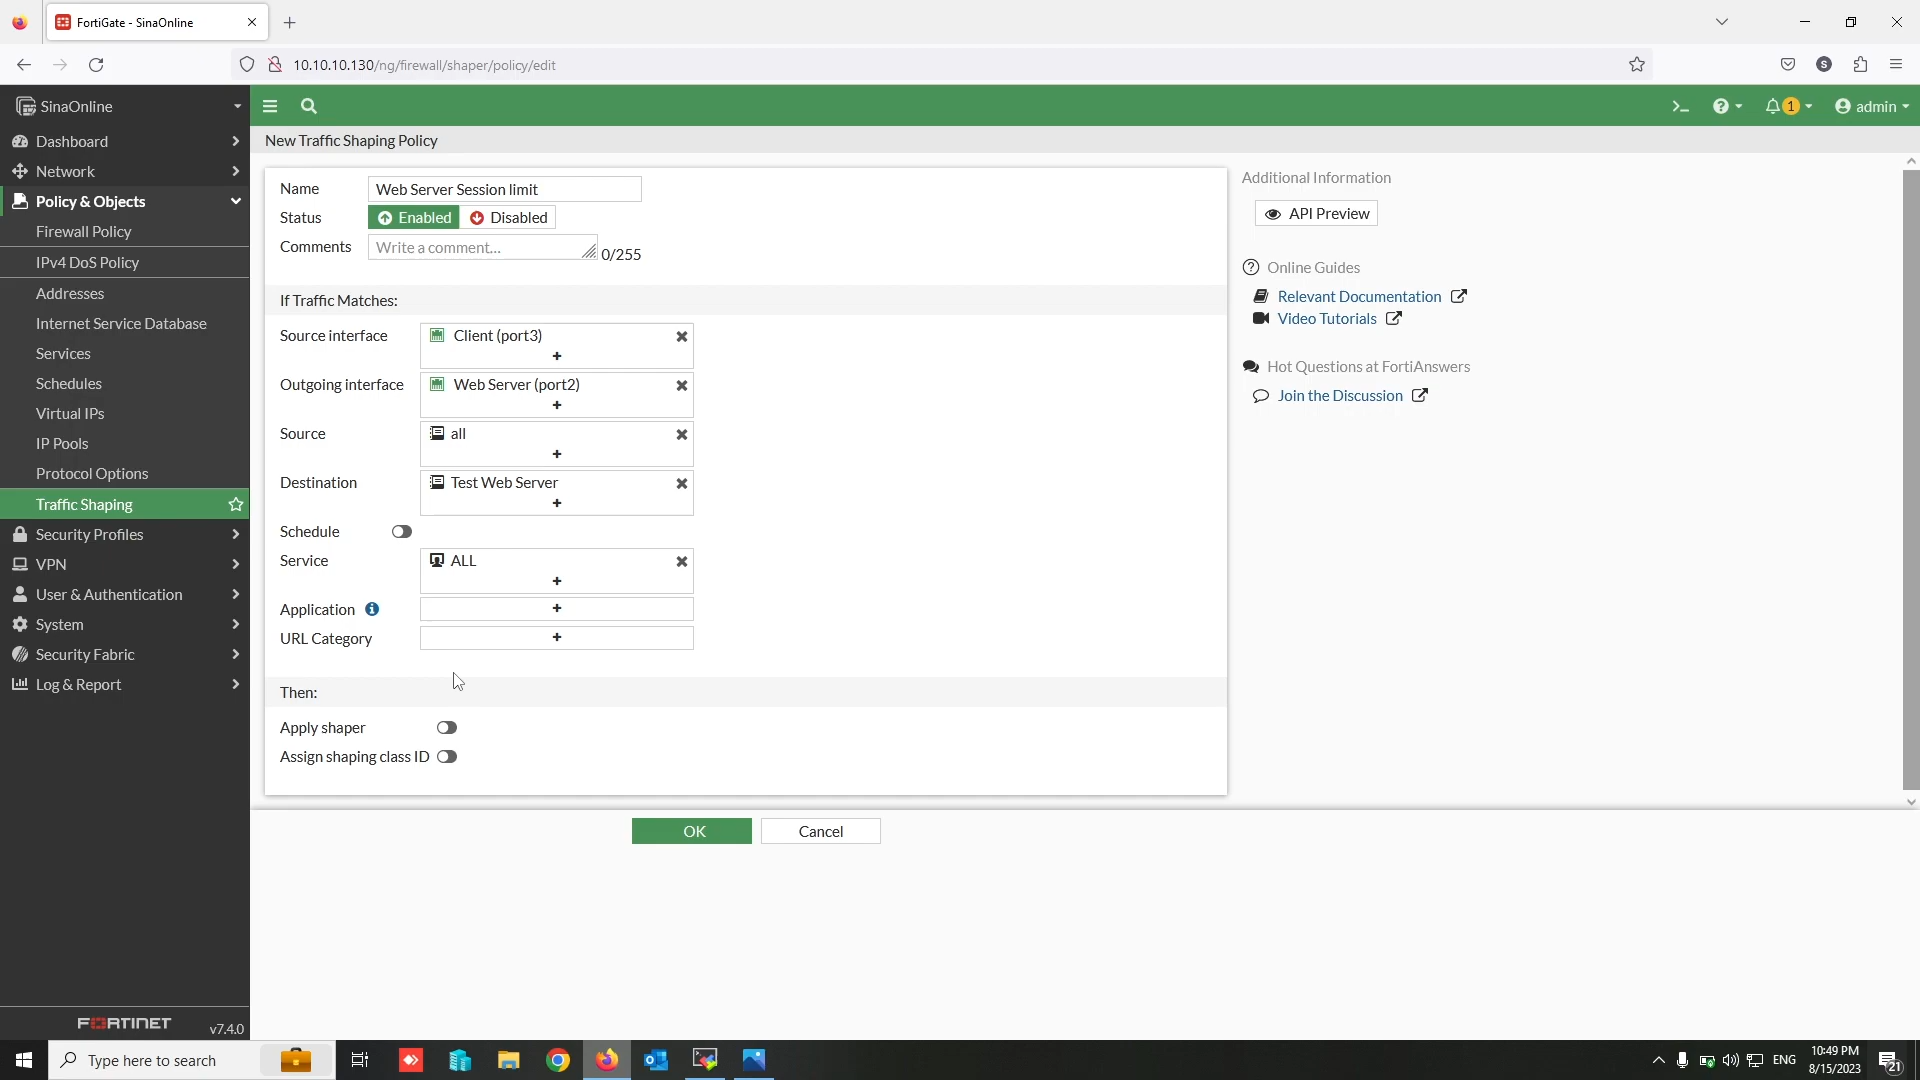 FortiGate - SinaOnline
10.10.10.130/ng/firewall/shaper/policy/edit
S
SinaOnline
1
admin
Dashboard
Network
Policy & Objects
Firewall Policy
IPv4 DoS Policy
Addresses
Internet Service Database
Services
Schedules
Virtual IPs
IP Pools
Protocol Options
Traffic Shaping
Security Profiles
VPN
User & Authentication
System
Security Fabric
Log & Report
FORTINET
v7.4.0
New Traffic Shaping Policy
Name
Web Server Session limit
Status
Enabled
Disabled
Comments
Write a comment...
0/255
If Traffic Matches:
Source interface
Client (port3)
Outgoing interface
Web Server (port2)
Source
all
Destination
Test Web Server
Schedule
Service
ALL
Application
URL Category
Then:
Apply shaper
Assign shaping class ID
OK
Cancel
Additional Information
API Preview
Online Guides
Relevant Documentation
Video Tutorials
Hot Questions at FortiAnswers
Join the Discussion
Type here to search
ENG
10:49 PM
8/15/2023
21